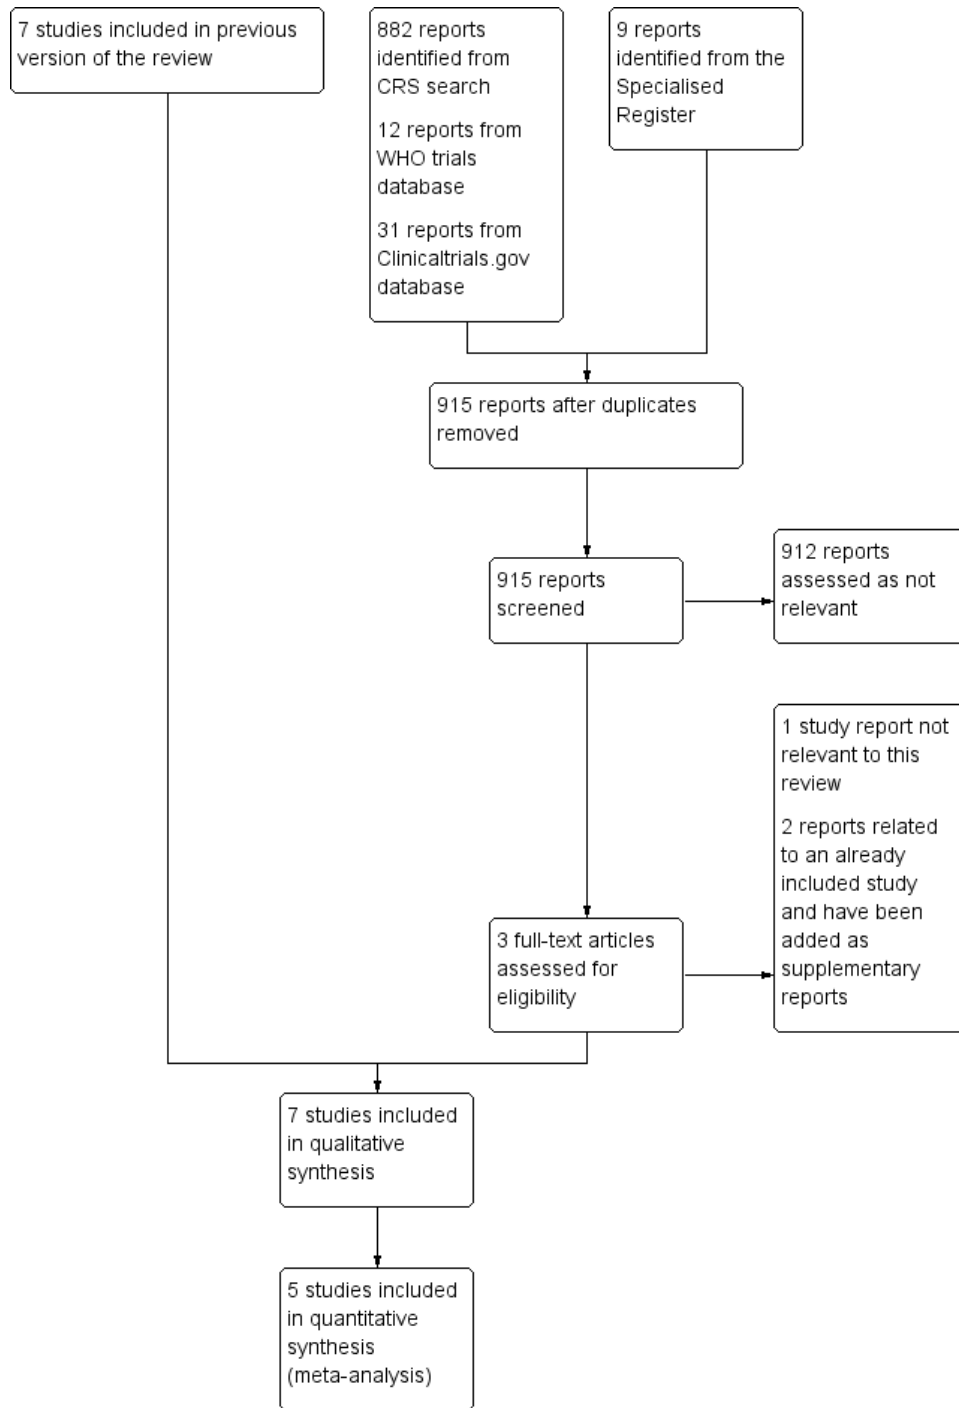 7 studies included in previous
version of the review
882 reports
identified from
CRS search
12 reports from
WHO trials
database
31 reports from
Clinicaltrials.gov
database
9 reports
identified from the
Specialised
Register
915 reports after duplicates
removed
915 reports
screened
912 reports
assessed as not
relevant
3 full-text articles
assessed for
eligibility
1 study report not
relevant to this
review
2 reports related
to an already
included study
and have been
added as
supplementary
reports
7 studies included
in qualitative
synthesis
5 studies included
in quantitative
synthesis
(meta-analysis)